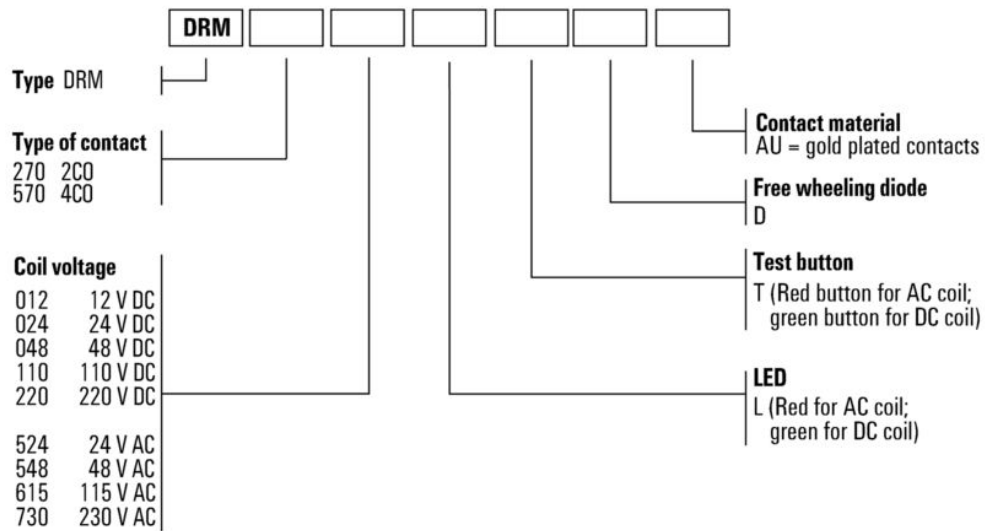 DRM
Type DRM
Type of contact
270 2CO
570 4CO
Coil voltage
012 12 V DC
024 24 V DC
048 48 V DC
110 110 V DC
220 220 V DC
524 24 V AC
548 48 V AC
615 115 V AC
730 230 V AC
Contact material
AU = gold plated contacts
Free wheeling diode
D
Test button
T (Red button for AC coil;
green button for DC coil)
LED
L (Red for AC coil;
green for DC coil)